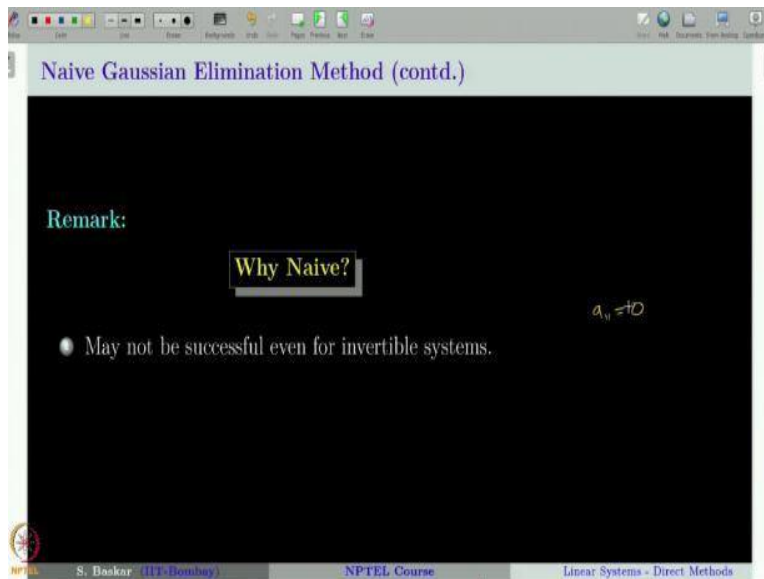 Naive Gaussian Elimination Method (contd.)
Remark:
Why Naive?
a₁₁ ≠ 0
May not be successful even for invertible systems.
NPTEL
S. Baskar (IIT-Bombay)
NPTEL Course
Linear Systems - Direct Methods